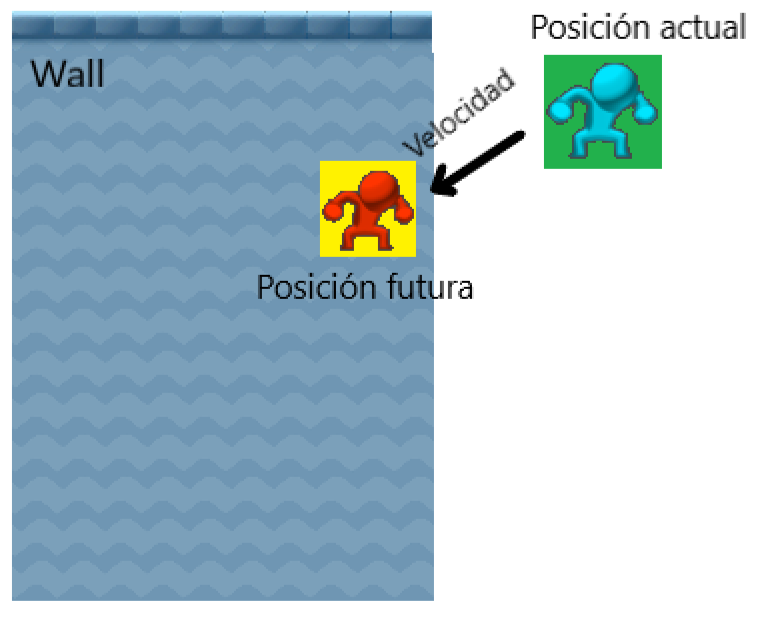 Posición actual
Wall
Velocidad
Posición futura